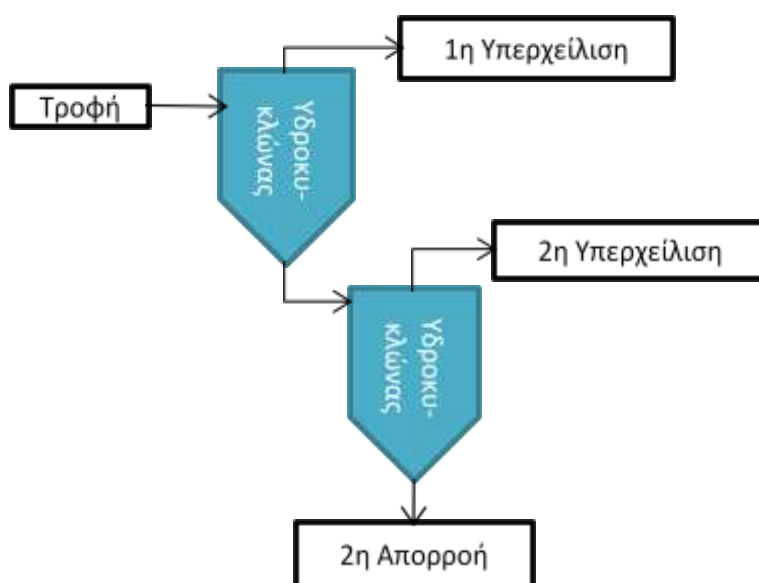 1η Υπερχείλιση
Τροφή
Υδροκυ-
κλώνας
2η Υπερχείλιση
Υδροκυ-
κλώνας
2η Απορροή